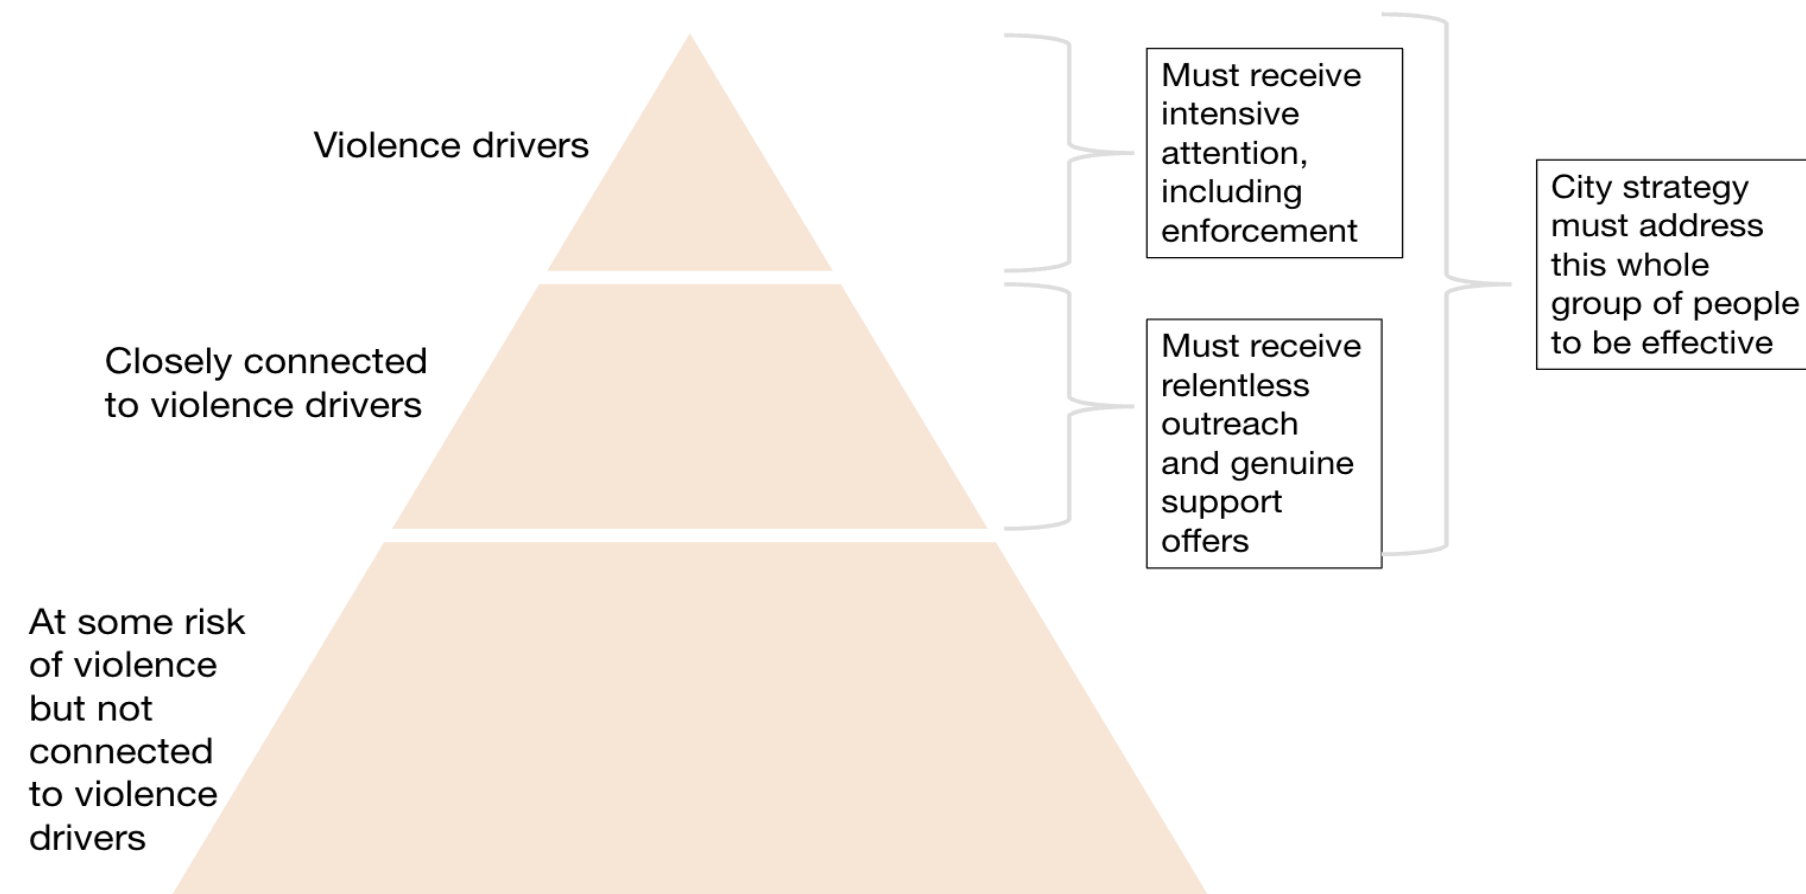 Violence drivers
Closely connected
to violence drivers
At some risk
of violence
but not
connected
to violence
drivers
Must receive
intensive
attention,
including
enforcement
Must receive
relentless
outreach
and genuine
support
offers
City strategy
must address
this whole
group of people
to be effective